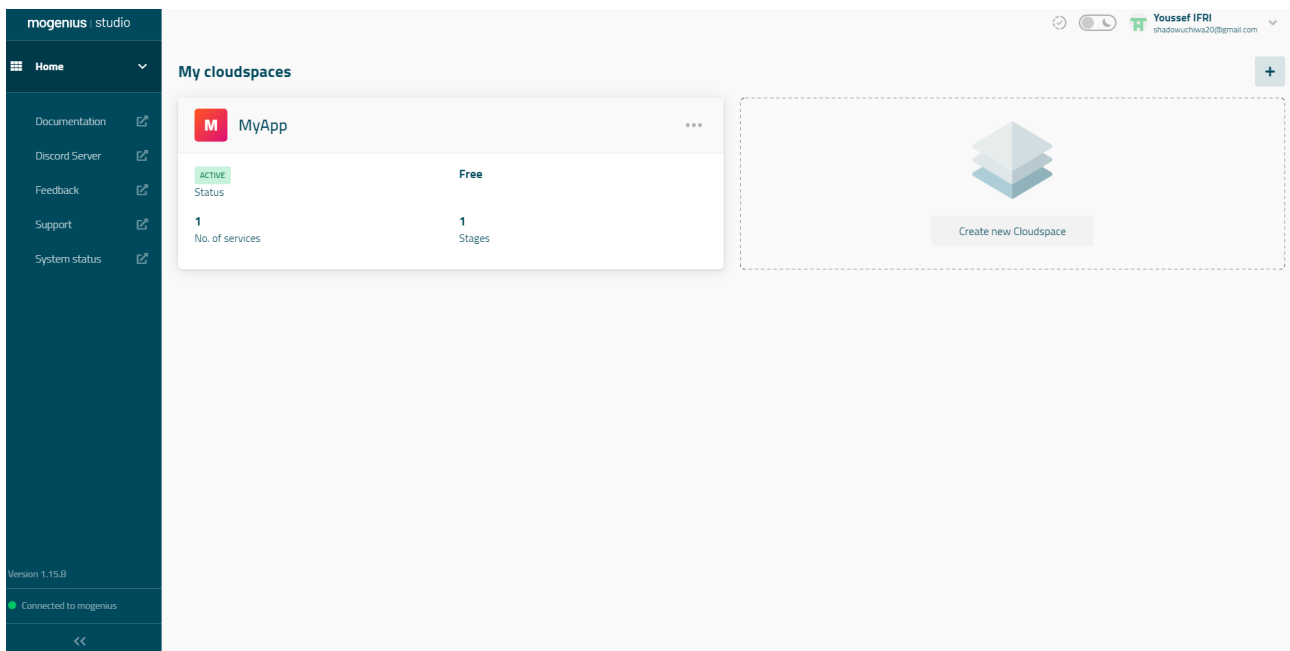 mogenius | studio
Home
Documentation
Discord Server
Feedback
Support
System status
Version 1.15.8
Connected to mogenius
Youssef IFRI
shadowuchiwa20@gmail.com
My cloudspaces
+
M MyApp
ACTIVE
Status
Free
1
No. of services
1
Stages
Create new Cloudspace